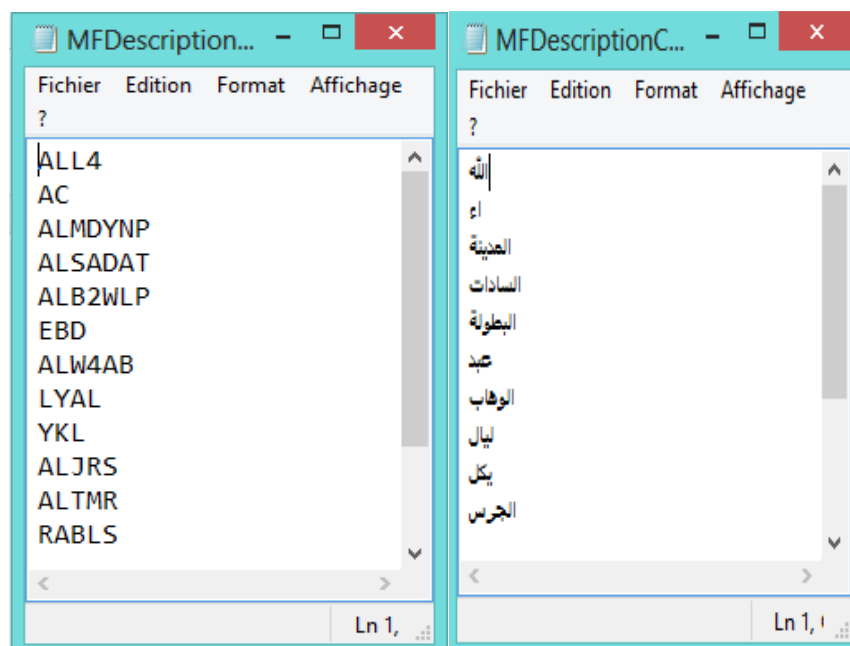 MFDescription...
Fichier Edition Format Affichage
?
ALL4
AC
ALMDYNP
ALSADAT
ALB2WLP
EBD
ALW4AB
LYAL
YKL
ALJRS
ALTMR
RABLS
Ln 1,
MFDescriptionC...
Fichier Edition Format Affichage
?
الله
اء
المدينة
السادات
البطولة
عبد
الوهاب
ليال
يكل
الجرس
Ln 1,